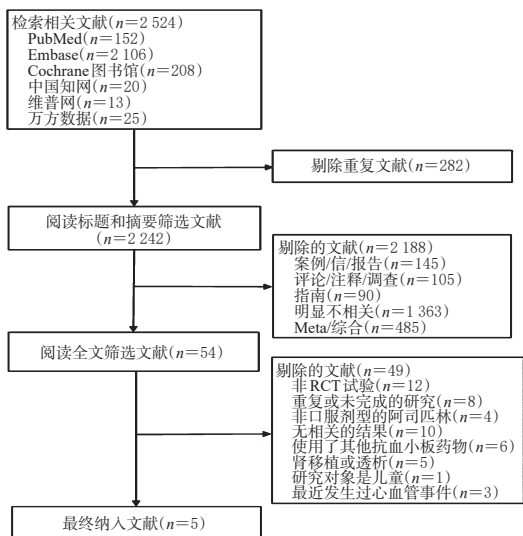 检索相关文献(n=2 524)
PubMed(n=152)
Embase(n=2 106)
Cochrane图书馆(n=208)
中国知网(n=20)
维普网(n=13)
万方数据(n=25)
剔除重复文献(n=282)
阅读标题和摘要筛选文献
(n=2 242)
剔除的文献(n=2 188)
案例/信/报告(n=145)
评论/注释/调查(n=105)
指南(n=90)
明显不相关(n=1 363)
Meta/综合(n=485)
阅读全文筛选文献(n=54)
剔除的文献(n=49)
非RCT试验(n=12)
重复或未完成的研究(n=8)
非口服剂型的阿司匹林(n=4)
无相关的结果(n=10)
使用了其他抗血小板药物(n=6)
肾移植或透析(n=5)
研究对象是儿童(n=1)
最近发生过心血管事件(n=3)
最终纳入文献(n=5)